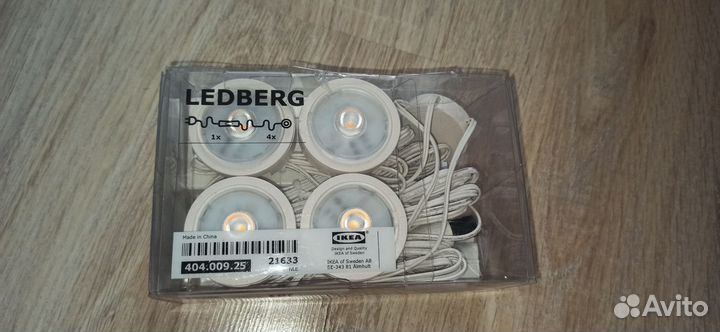 LEDBERG
1x 4x
Made in China
404.009.25
21633
IKEA
Design and Quality
IKEA of Sweden
IKEA of Sweden AB
SE-343 81 Älmhult
Avito